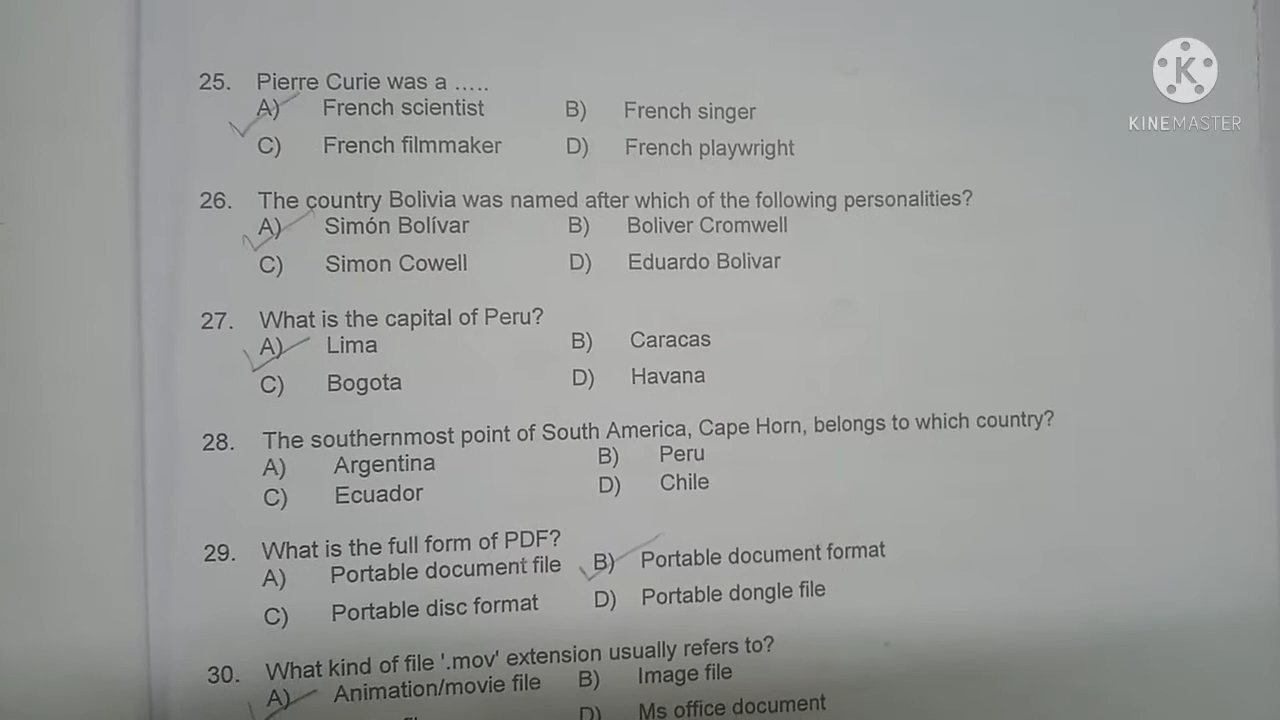 K
KINEMASTER
25. Pierre Curie was a .....
A) French scientist B) French singer
C) French filmmaker D) French playwright
26. The country Bolivia was named after which of the following personalities?
A) Simón Bolívar B) Boliver Cromwell
C) Simon Cowell D) Eduardo Bolivar
27. What is the capital of Peru?
A) Lima B) Caracas
C) Bogota D) Havana
28. The southernmost point of South America, Cape Horn, belongs to which country?
A) Argentina B) Peru
C) Ecuador D) Chile
29. What is the full form of PDF?
A) Portable document file B) Portable document format
C) Portable disc format D) Portable dongle file
30. What kind of file '.mov' extension usually refers to?
A) Animation/movie file B) Image file
D) Ms office document